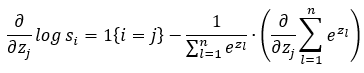 ∂/∂z_j log s_i = 1{i = j} − 1/(∑_{l=1}^{n} e^{z_l}) · (∂/∂z_j ∑_{l=1}^{n} e^{z_l})